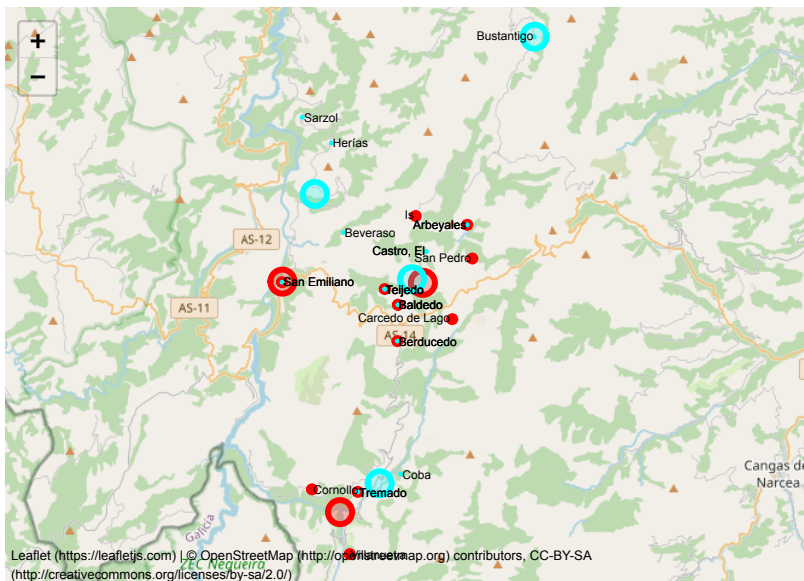 +
−
Bustantigo
Sarzol
Herías
Is
Arbeyales
Beveraso
AS-12
Castro, El
San Pedro
San Emiliano
Teijedo
AS-11
Baldedo
Carcedo de Lago
AS-14
Berducedo
Cangas de
Narcea
Coba
Cornollo
Tremado
Galicia
Villanueva
Leaflet (https://leafletjs.com) | © OpenStreetMap (http://openstreetmap.org) contributors, CC-BY-SA
ZEC Negueira
(http://creativecommons.org/licenses/by-sa/2.0/)